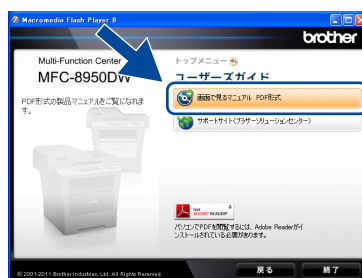 Macromedia Flash Player 8
brother
Multi-Function Center
MFC-8950DW
PDF形式の製品マニュアルをご覧になれま
す。
トップメニュー
ユーザーズガイド
画面で見るマニュアル PDF形式
サポートサイト(ブラザーソリューションセンター)
Get
ADOBE® READER®
パソコンでPDFを閲覧するには、Adobe Readerがイ
ンストールされている必要があります。
© 2001-2011 Brother Industries, Ltd. All Rights Reserved.
戻る
終了